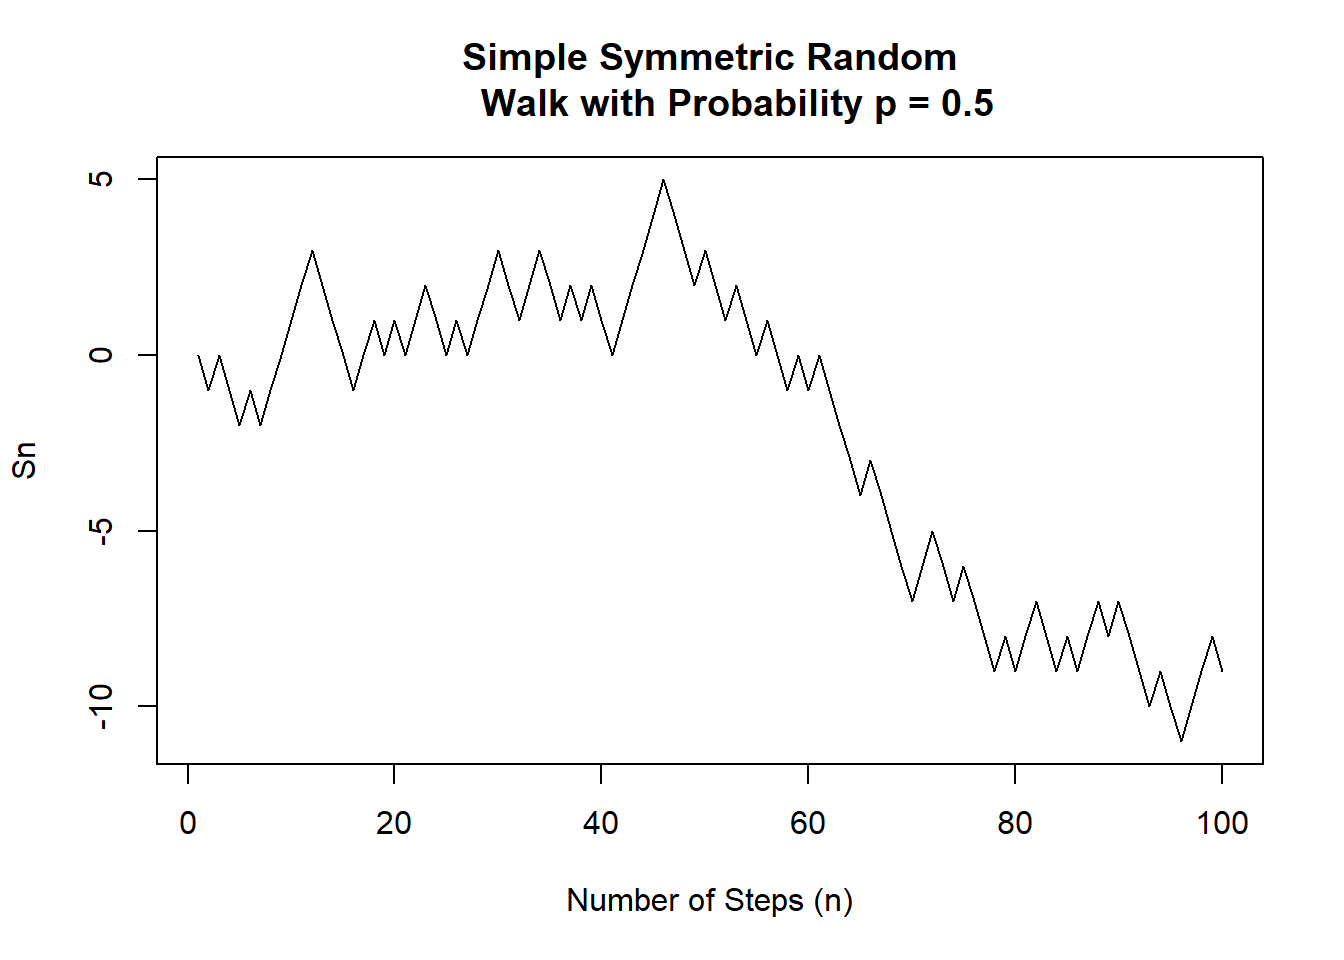 Simple Symmetric Random
Walk with Probability p = 0.5
5
0
-5
-10
Sn
0 20 40 60 80 100
Number of Steps (n)